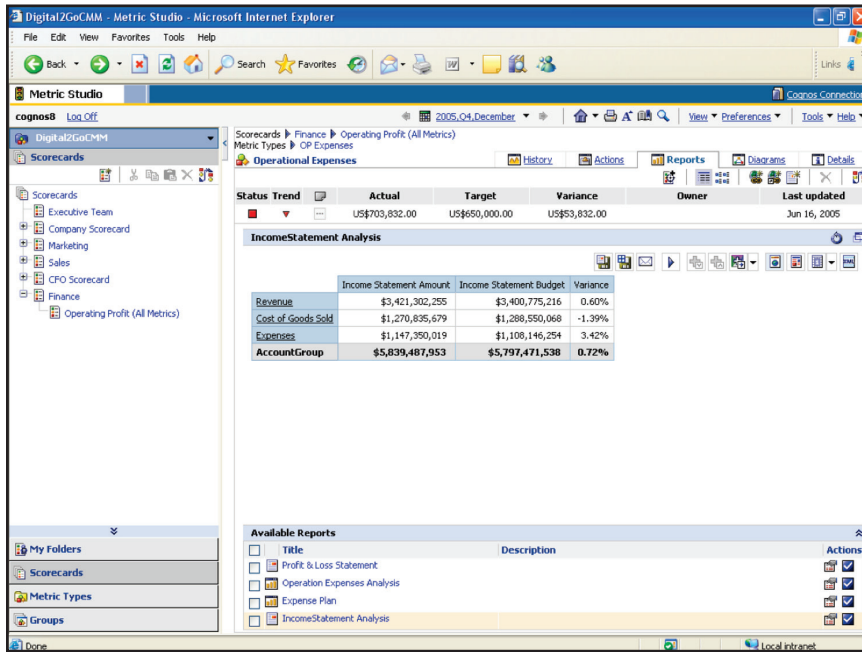 Digital2GoCMM - Metric Studio - Microsoft Internet Explorer
File Edit View Favorites Tools Help
Back Search Favorites Links
Metric Studio Cognos Connection
cognos8 Log Off 2005,Q4,December View Preferences Tools Help
Digital2GoCMM
Scorecards
Scorecards
Executive Team
Company Scorecard
Marketing
Sales
CFO Scorecard
Finance
Operating Profit (All Metrics)
My Folders
Scorecards
Metric Types
Groups
Scorecards Finance Operating Profit (All Metrics)
Metric Types OP Expenses
Operational Expenses History Actions Reports Diagrams Details
Status Trend Actual Target Variance Owner Last updated
US$703,832.00 US$650,000.00 US$53,832.00 Jun 16, 2005
IncomeStatement Analysis
Income Statement Amount Income Statement Budget Variance
Revenue $3,421,302,255 $3,400,775,216 0.60%
Cost of Goods Sold $1,270,835,679 $1,288,550,068 -1.39%
Expenses $1,147,350,019 $1,108,146,254 3.42%
AccountGroup $5,839,487,953 $5,797,471,538 0.72%
Available Reports
Title Description Actions
Profit & Loss Statement
Operation Expenses Analysis
Expense Plan
IncomeStatement Analysis
Done Local intranet